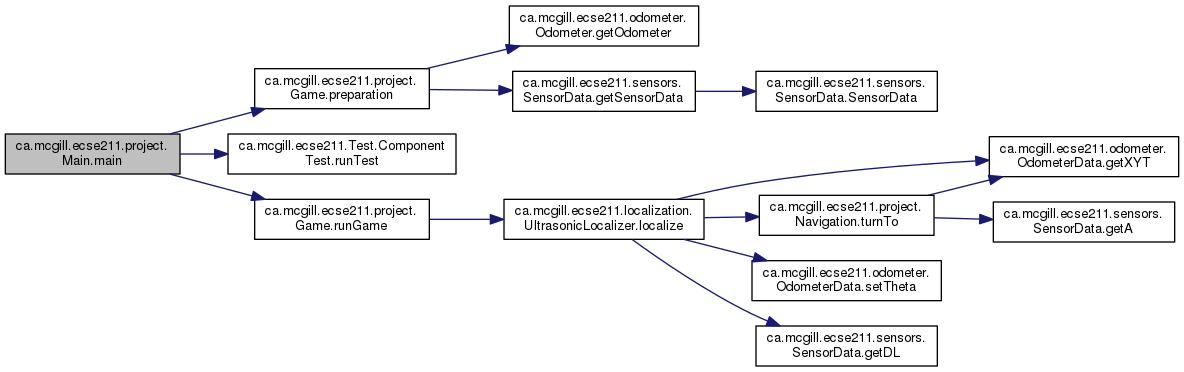 ca.mcgill.ecse211.project.
Main.main
ca.mcgill.ecse211.project.
Game.preparation
ca.mcgill.ecse211.odometer.
Odometer.getOdometer
ca.mcgill.ecse211.sensors.
SensorData.getSensorData
ca.mcgill.ecse211.sensors.
SensorData.SensorData
ca.mcgill.ecse211.Test.Component
Test.runTest
ca.mcgill.ecse211.project.
Game.runGame
ca.mcgill.ecse211.localization.
UltrasonicLocalizer.localize
ca.mcgill.ecse211.odometer.
OdometerData.getXYT
ca.mcgill.ecse211.project.
Navigation.turnTo
ca.mcgill.ecse211.sensors.
SensorData.getA
ca.mcgill.ecse211.odometer.
OdometerData.setTheta
ca.mcgill.ecse211.sensors.
SensorData.getDL